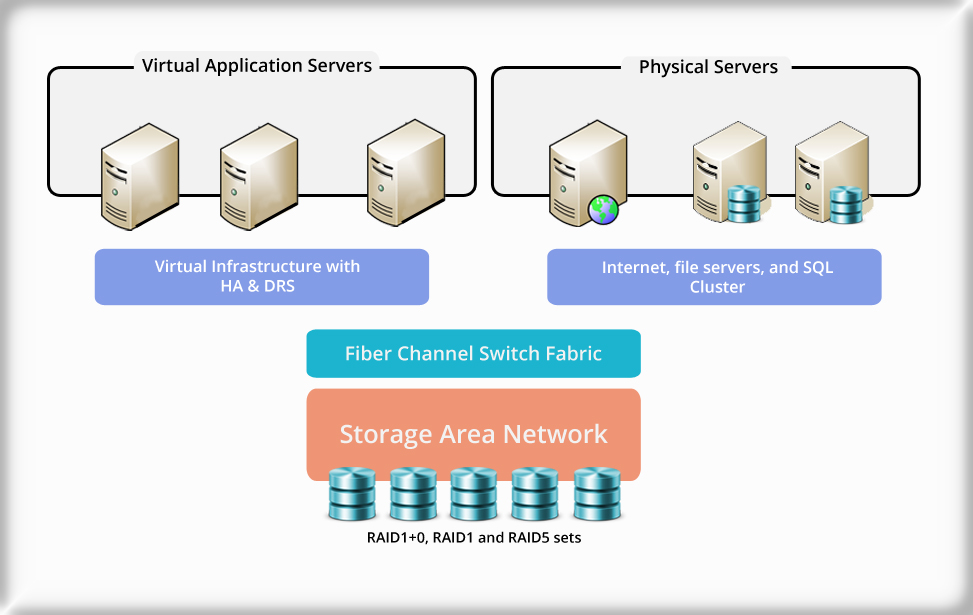 Virtual Application Servers
Physical Servers
Virtual Infrastructure with
HA & DRS
Internet, file servers, and SQL
Cluster
Fiber Channel Switch Fabric
Storage Area Network
RAID1+0, RAID1 and RAID5 sets